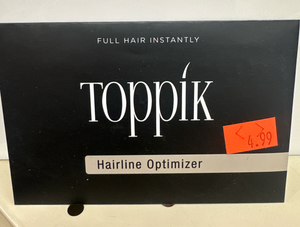 FULL HAIR INSTANTLY
TOPPIK
Hairline Optimizer
4.99